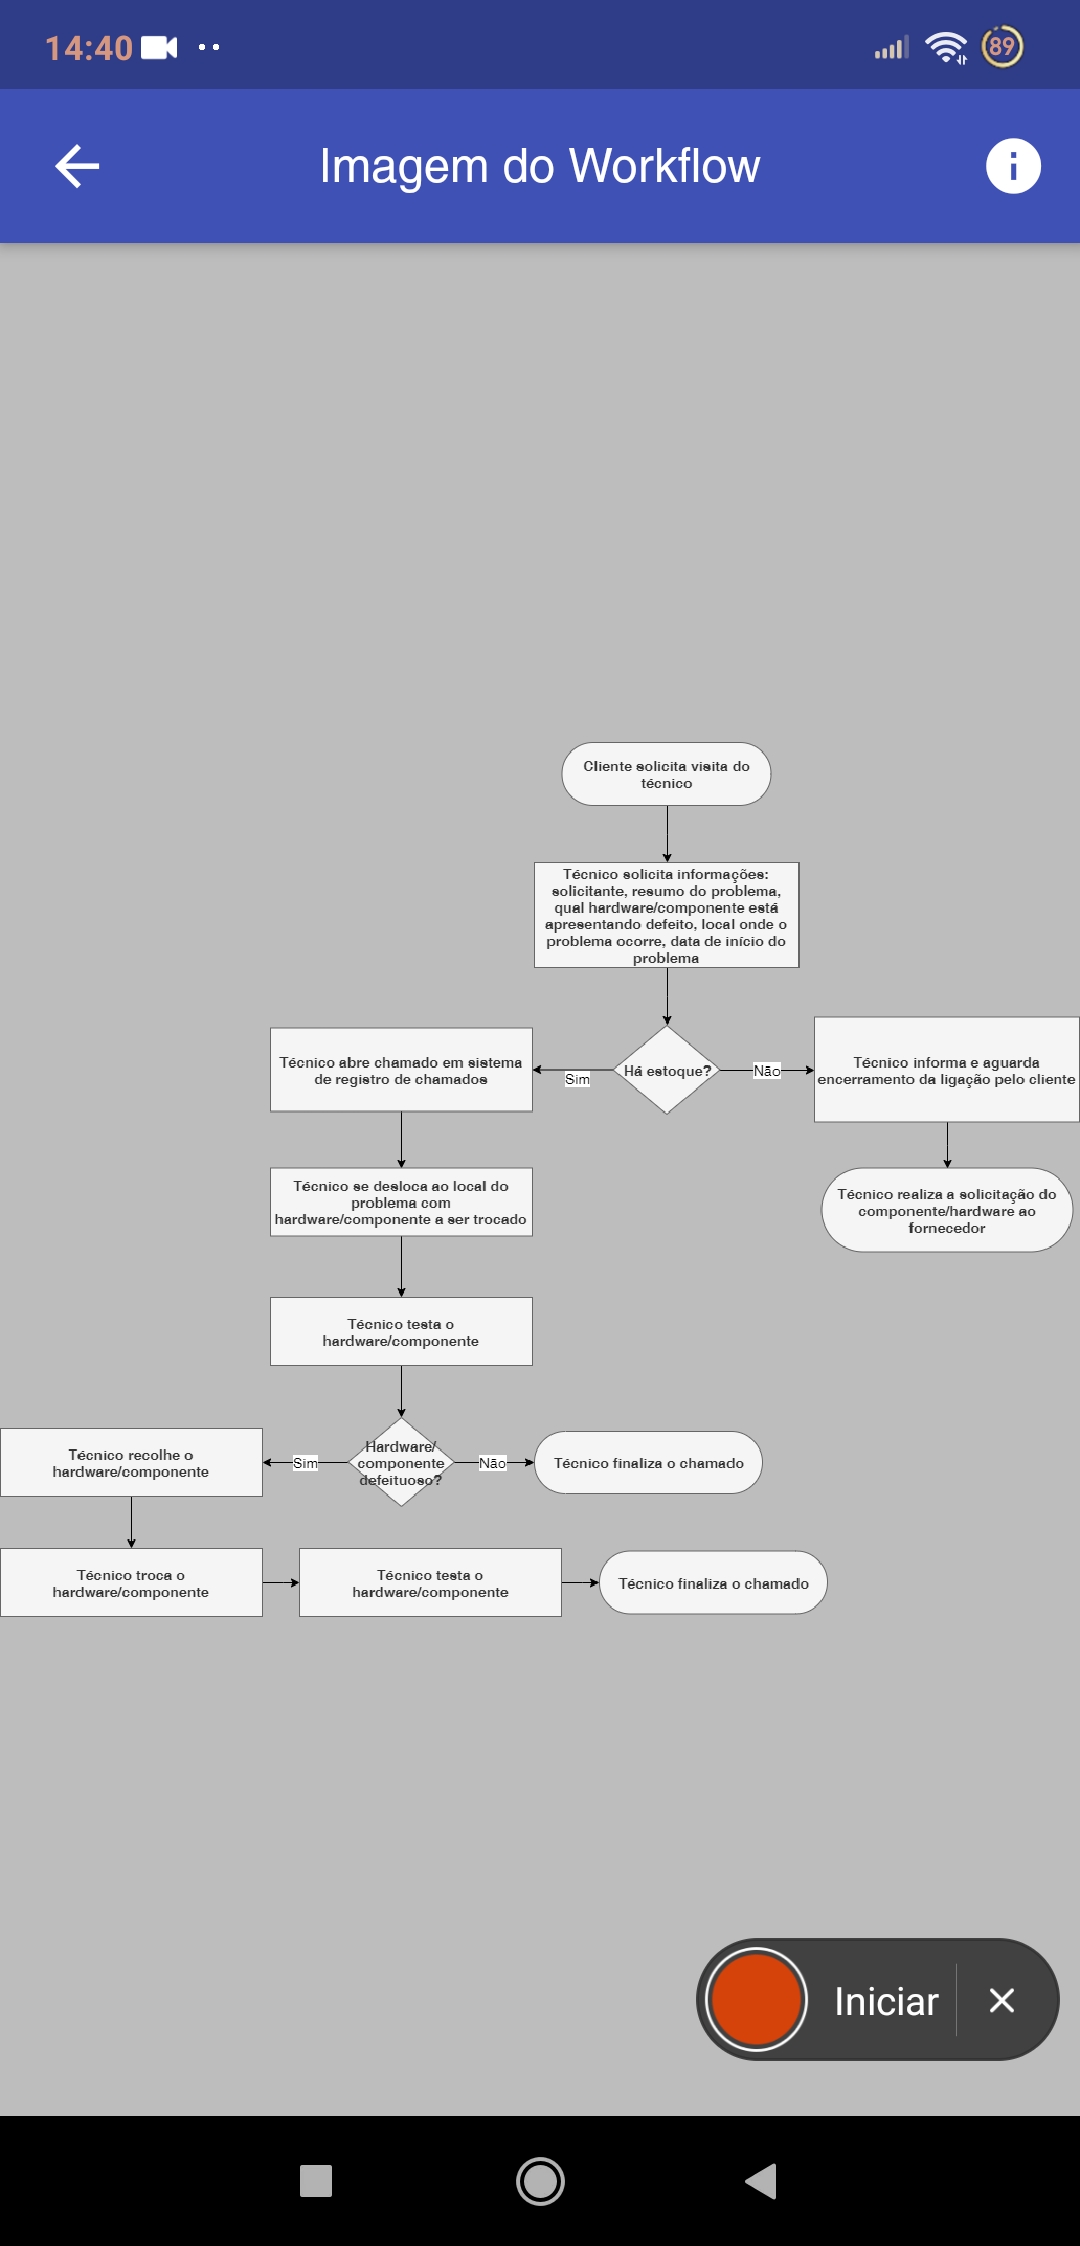 14:40
89
Imagem do Workflow
Cliente solicita visita do
técnico
Técnico solicita informações:
solicitante, resumo do problema,
qual hardware/componente está
apresentando defeito, local onde o
problema ocorre, data de início do
problema
Há estoque?
Sim
Não
Técnico abre chamado em sistema
de registro de chamados
Técnico informa e aguarda
encerramento da ligação pelo cliente
Técnico se desloca ao local do
problema com
hardware/componente a ser trocado
Técnico realiza a solicitação do
componente/hardware ao
fornecedor
Técnico testa o
hardware/componente
Hardware/
componente
defeituoso?
Sim
Não
Técnico recolhe o
hardware/componente
Técnico finaliza o chamado
Técnico troca o
hardware/componente
Técnico testa o
hardware/componente
Técnico finaliza o chamado
Iniciar